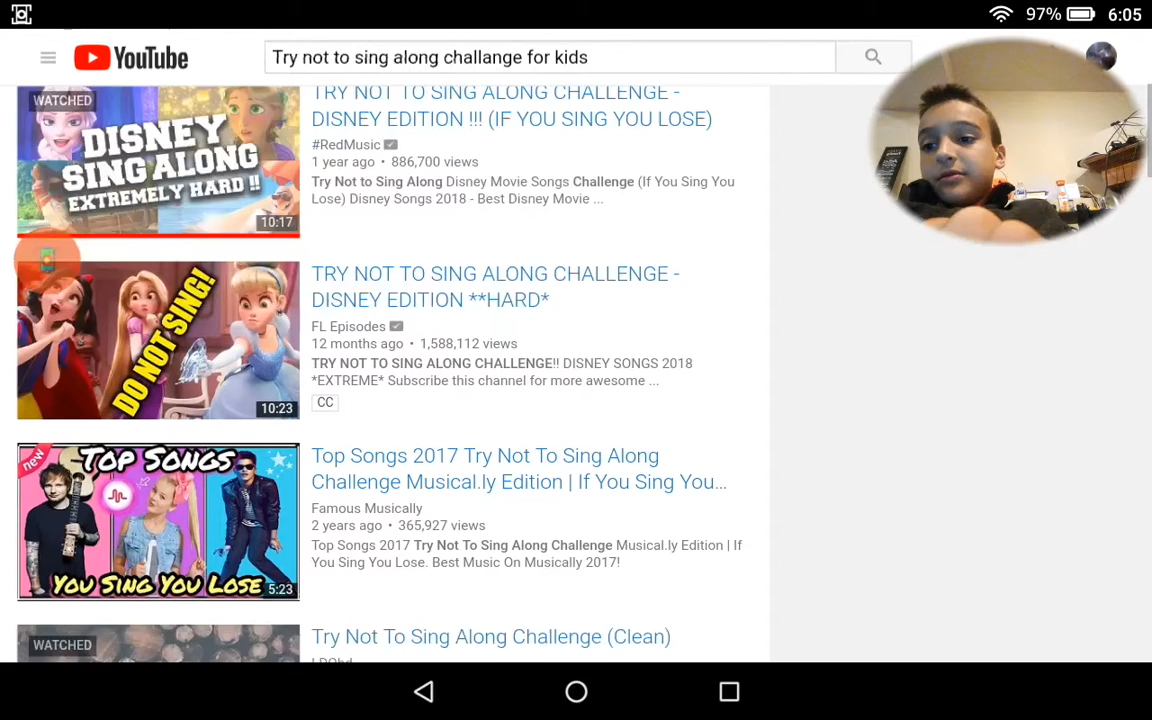 97% 6:05
YouTube
Try not to sing along challange for kids
WATCHED
DISNEY
SING ALONG
EXTREMELY HARD !!
10:17
TRY NOT TO SING ALONG CHALLENGE -
DISNEY EDITION !!! (IF YOU SING YOU LOSE)
#RedMusic
1 year ago • 886,700 views
Try Not to Sing Along Disney Movie Songs Challenge (If You Sing You
Lose) Disney Songs 2018 - Best Disney Movie ...
DO NOT SING!
10:23
TRY NOT TO SING ALONG CHALLENGE -
DISNEY EDITION **HARD*
FL Episodes
12 months ago • 1,588,112 views
TRY NOT TO SING ALONG CHALLENGE!! DISNEY SONGS 2018
*EXTREME* Subscribe this channel for more awesome ...
CC
new
TOP SONGS
YOU SING YOU LOSE
5:23
Top Songs 2017 Try Not To Sing Along
Challenge Musical.ly Edition | If You Sing You...
Famous Musically
2 years ago • 365,927 views
Top Songs 2017 Try Not To Sing Along Challenge Musical.ly Edition | If
You Sing You Lose. Best Music On Musically 2017!
WATCHED
Try Not To Sing Along Challenge (Clean)